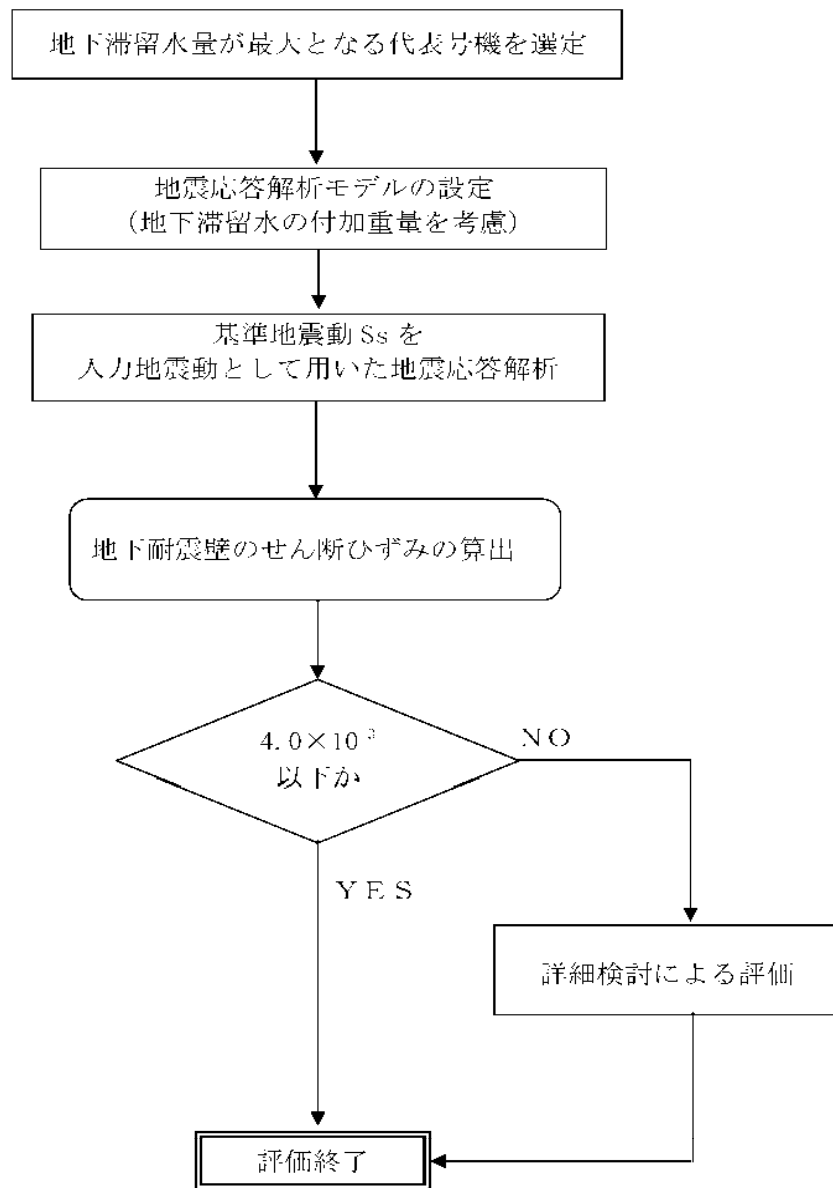 地下滞留水量が最大となる代表号機を選定
地震応答解析モデルの設定
（地下滞留水の付加重量を考慮）
基準地震動 Ss を
入力地震動として用いた地震応答解析
地下耐震壁のせん断ひずみの算出
4.0×10⁻³
以下か
NO
YES
詳細検討による評価
評価終了